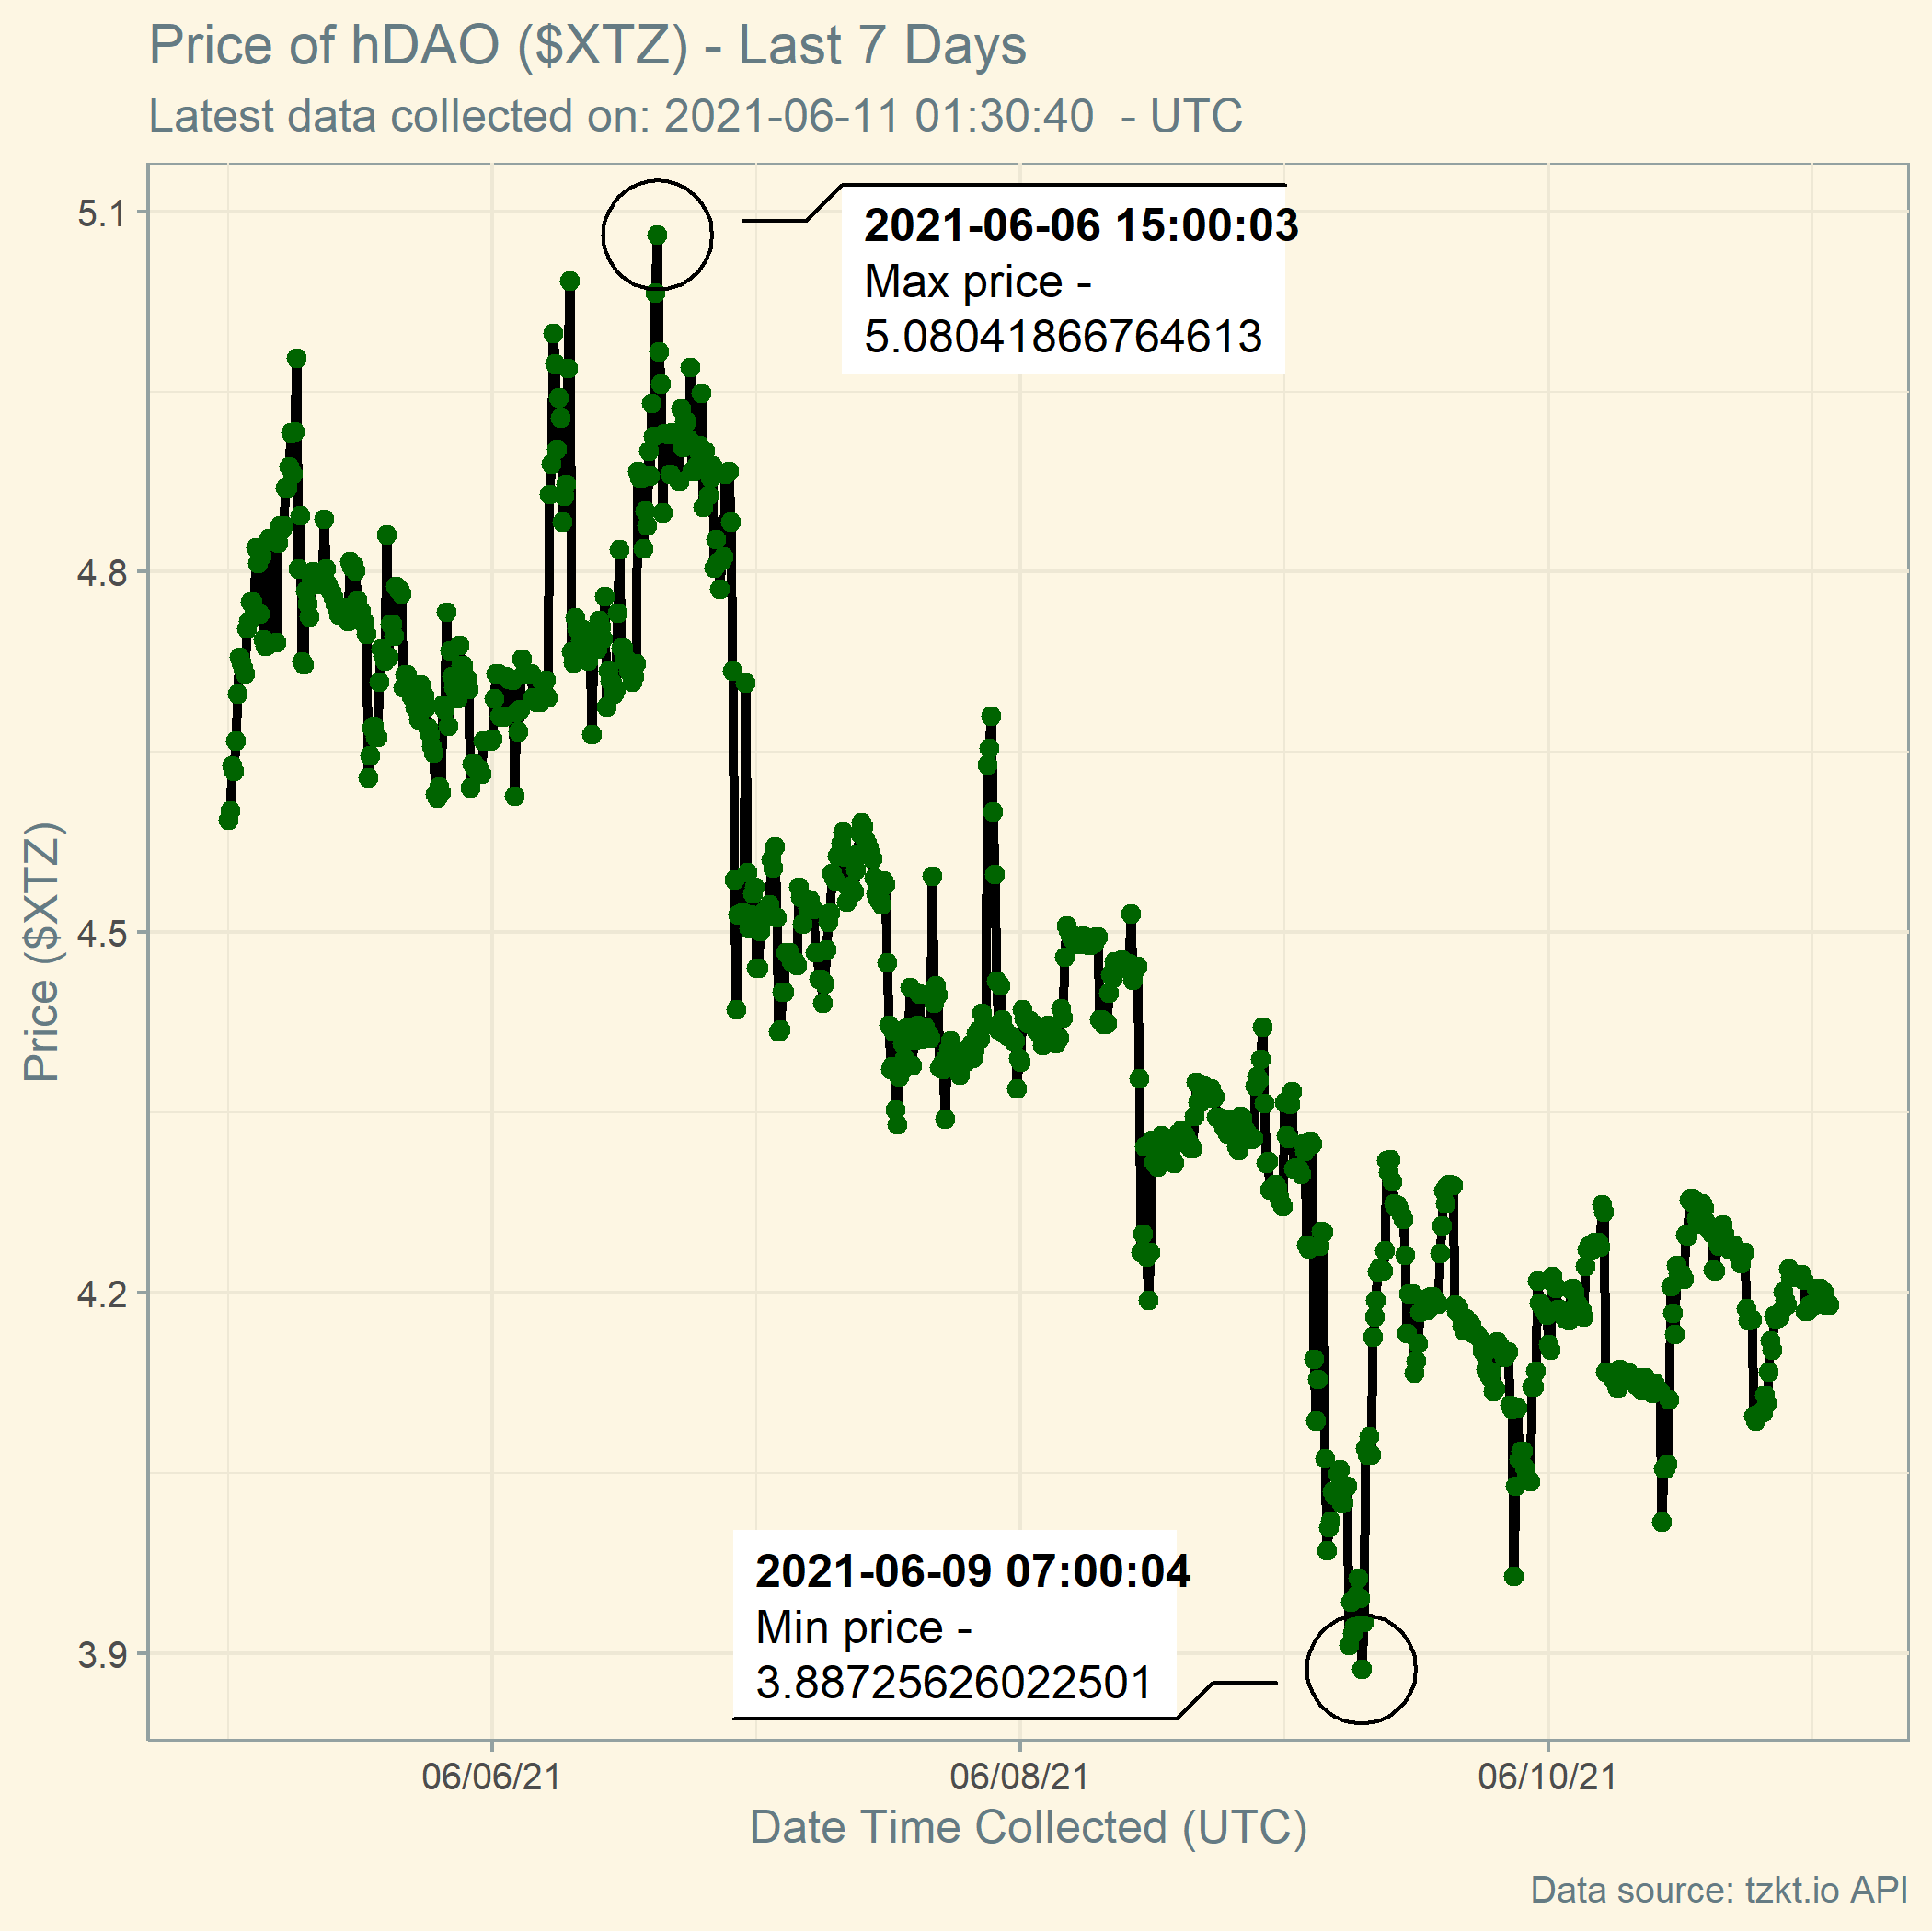 Price of hDAO ($XTZ) - Last 7 Days
Latest data collected on: 2021-06-11 01:30:40  - UTC
5.1
4.8
4.5
4.2
3.9
Price ($XTZ)
2021-06-06 15:00:03
Max price -
5.08041866764613
2021-06-09 07:00:04
Min price -
3.88725626022501
06/06/21
06/08/21
06/10/21
Date Time Collected (UTC)
Data source: tzkt.io API